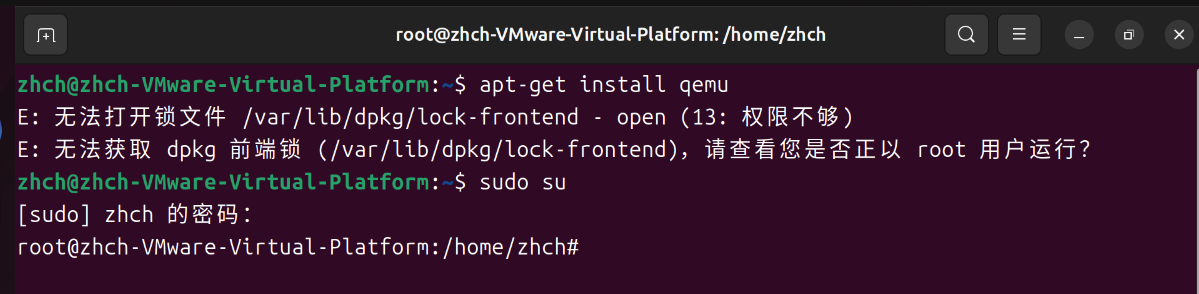 root@zhch-VMware-Virtual-Platform: /home/zhch
zhch@zhch-VMware-Virtual-Platform:~$ apt-get install qemu
E: 无法打开锁文件 /var/lib/dpkg/lock-frontend - open (13: 权限不够)
E: 无法获取 dpkg 前端锁 (/var/lib/dpkg/lock-frontend)，请查看您是否正以 root 用户运行？
zhch@zhch-VMware-Virtual-Platform:~$ sudo su
[sudo] zhch 的密码：
root@zhch-VMware-Virtual-Platform:/home/zhch#